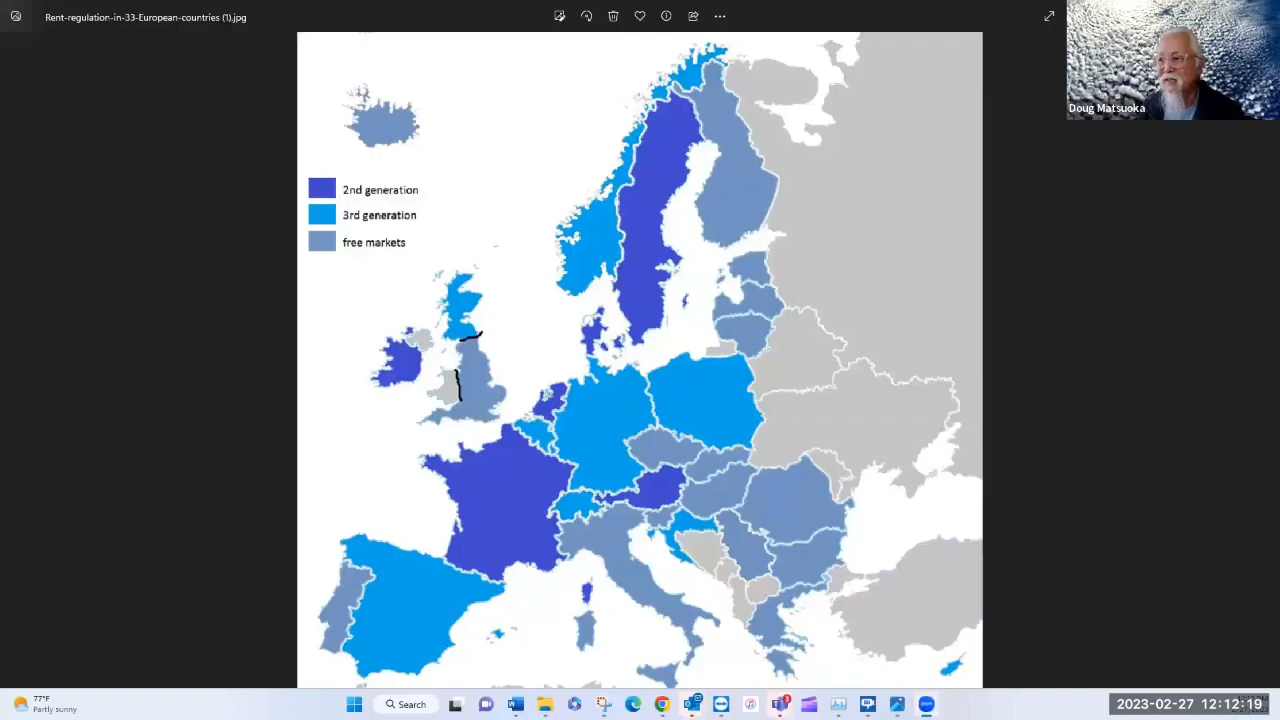 Rent-regulation-in-33-European-countries (1).jpg
Doug Matsuoka
2nd generation
3rd generation
free markets
77°F
Partly sunny
Search
2023-02-27 12:12:19